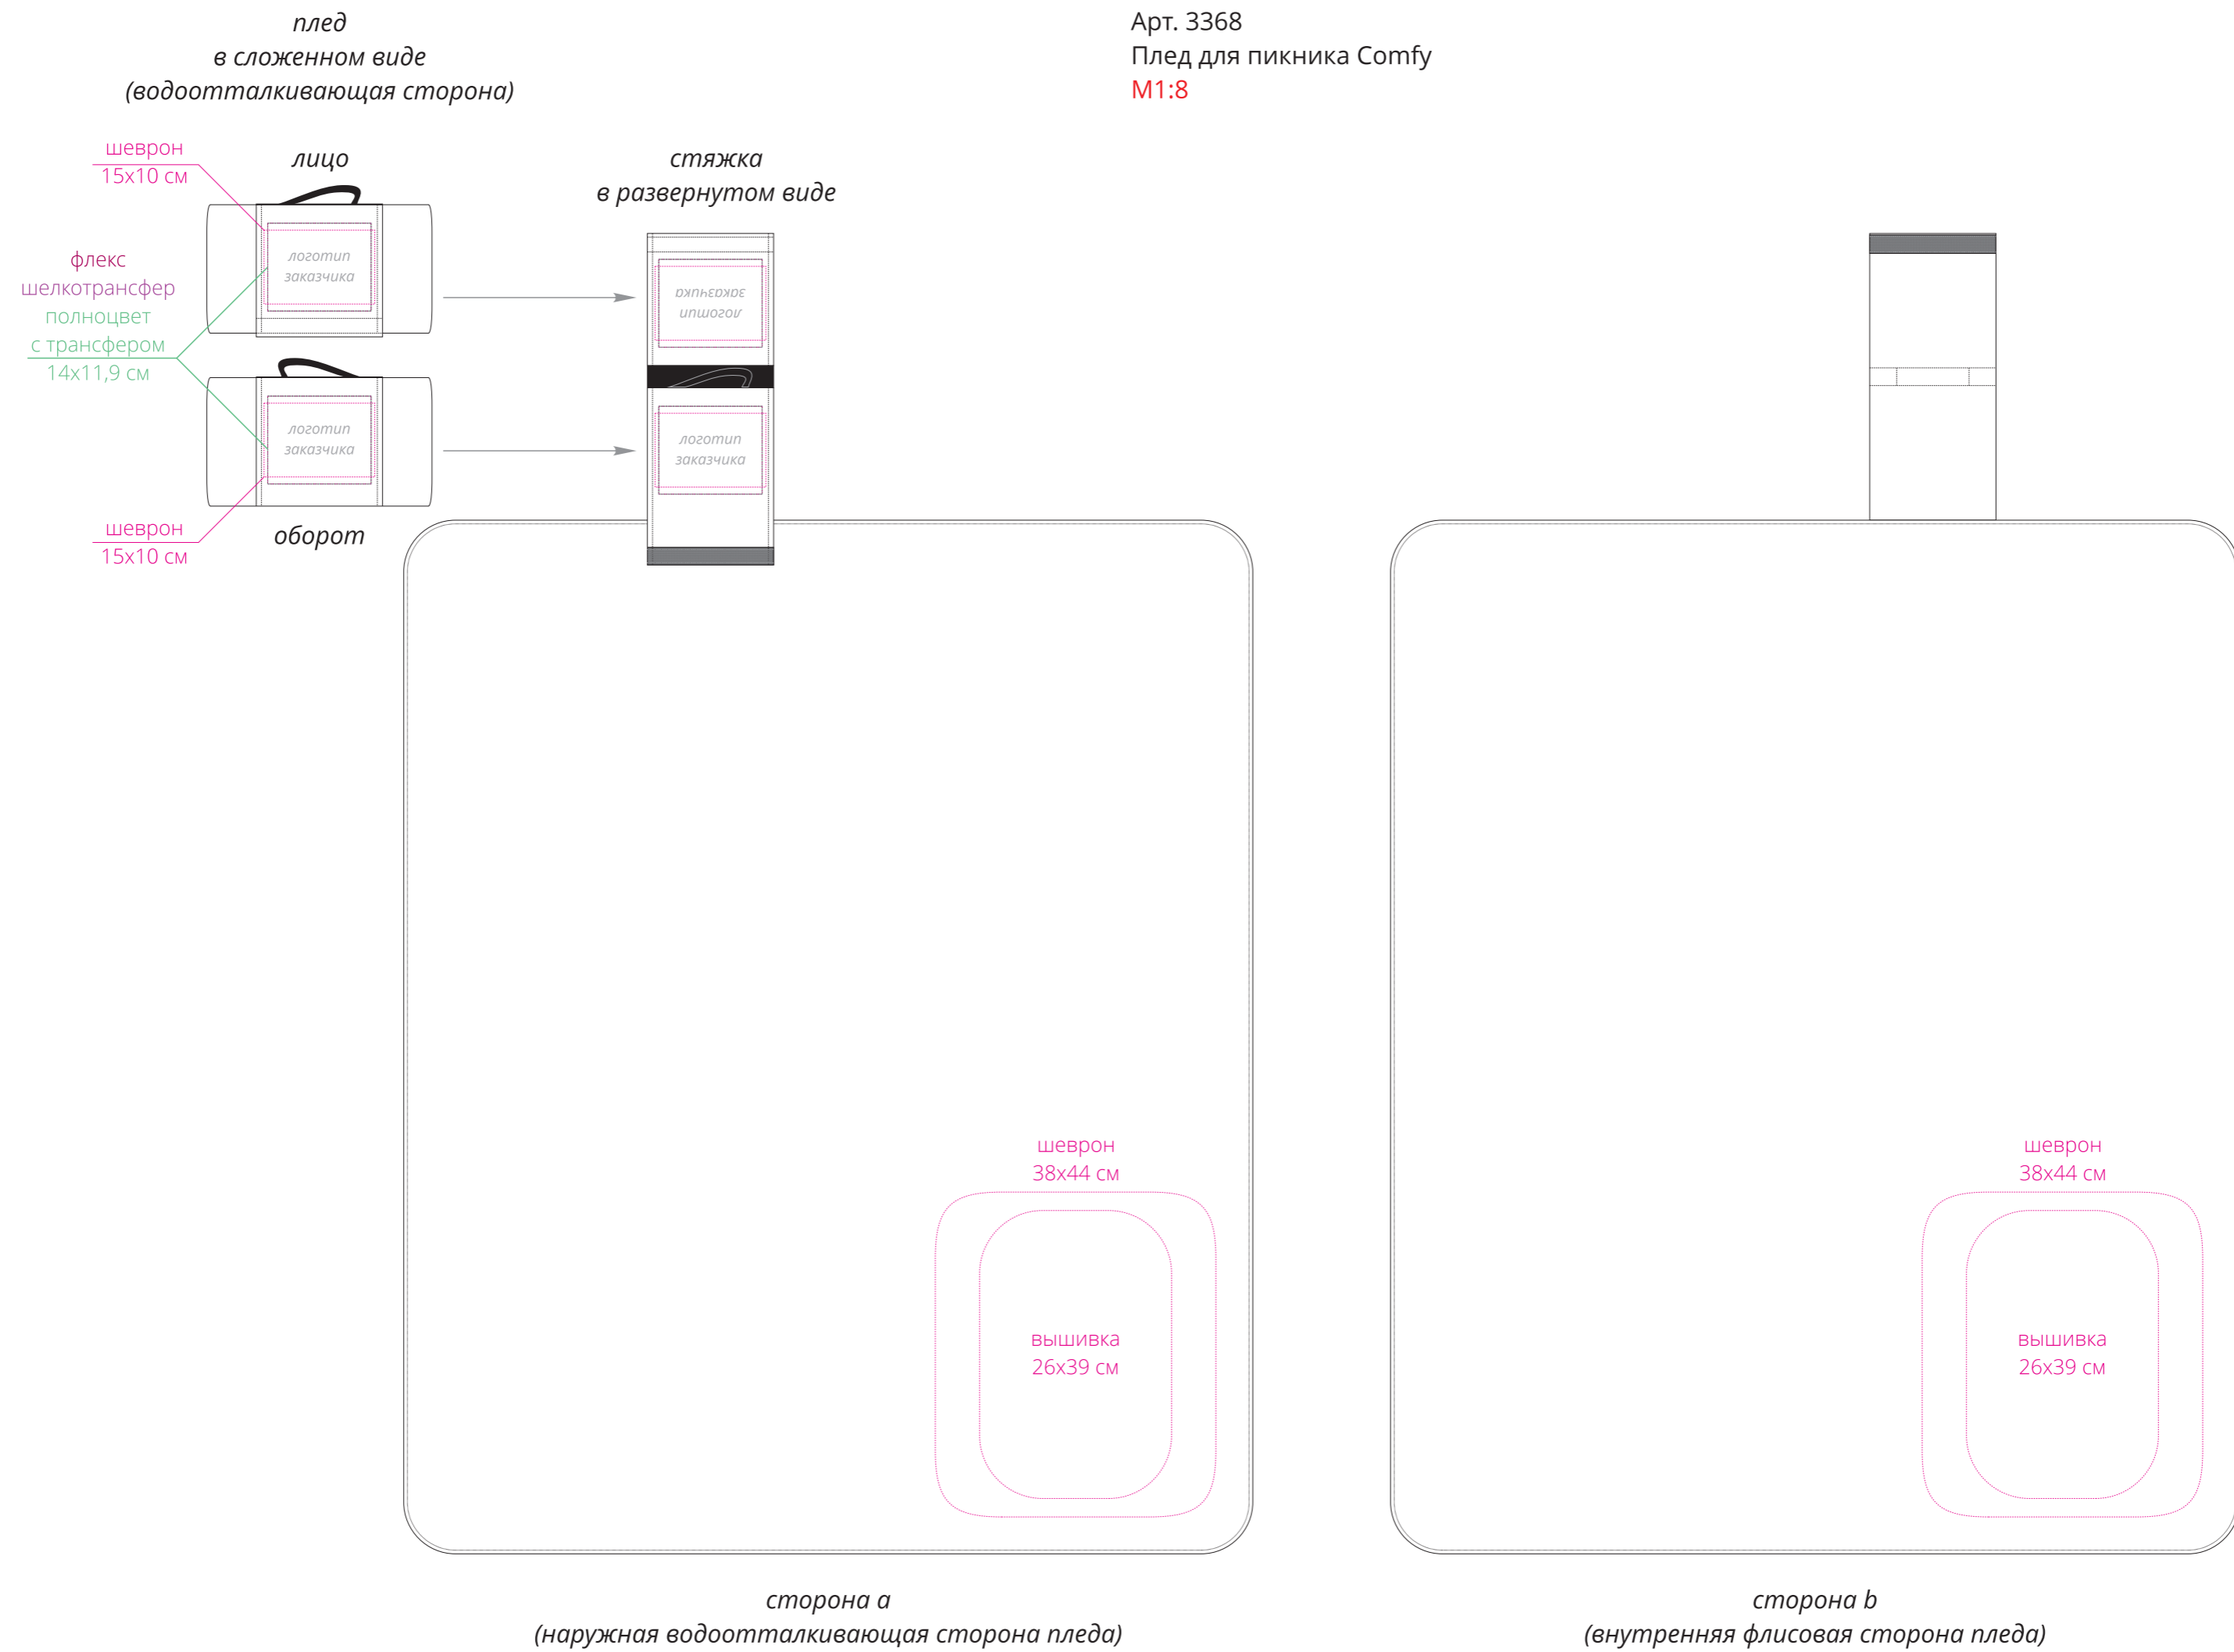 плед
в сложенном виде
(водоотталкивающая сторона)
Арт. 3368
Плед для пикника Comfy
М1:8
шеврон
15х10 см
лицо
стяжка
в развернутом виде
флекс
шелкотрансфер
полноцвет
с трансфером
14х11,9 см
логотип
заказчика
логотип
заказчика
логотип
заказчика
логотип
заказчика
шеврон
15х10 см
оборот
шеврон
38х44 см
вышивка
26х39 см
шеврон
38х44 см
вышивка
26х39 см
сторона a
(наружная водоотталкивающая сторона пледа)
сторона b
(внутренняя флисовая сторона пледа)